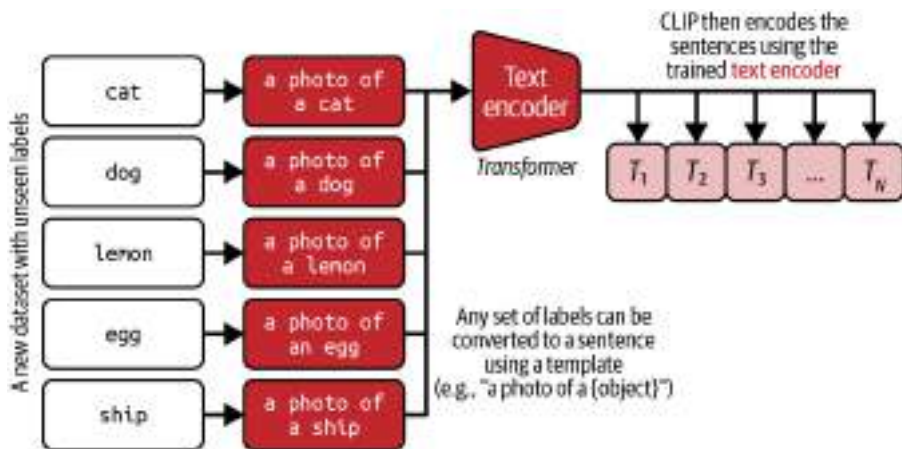 A new dataset with unseen labels
cat
a photo of
a cat
dog
a photo of
a dog
lemon
a photo of
a lemon
egg
a photo of
an egg
ship
a photo of
a ship
Text
encoder
Transformer
CLIP then encodes the
sentences using the
trained text encoder
T1
T2
T3
...
TN
Any set of labels can be
converted to a sentence
using a template
(e.g., "a photo of a {object}")